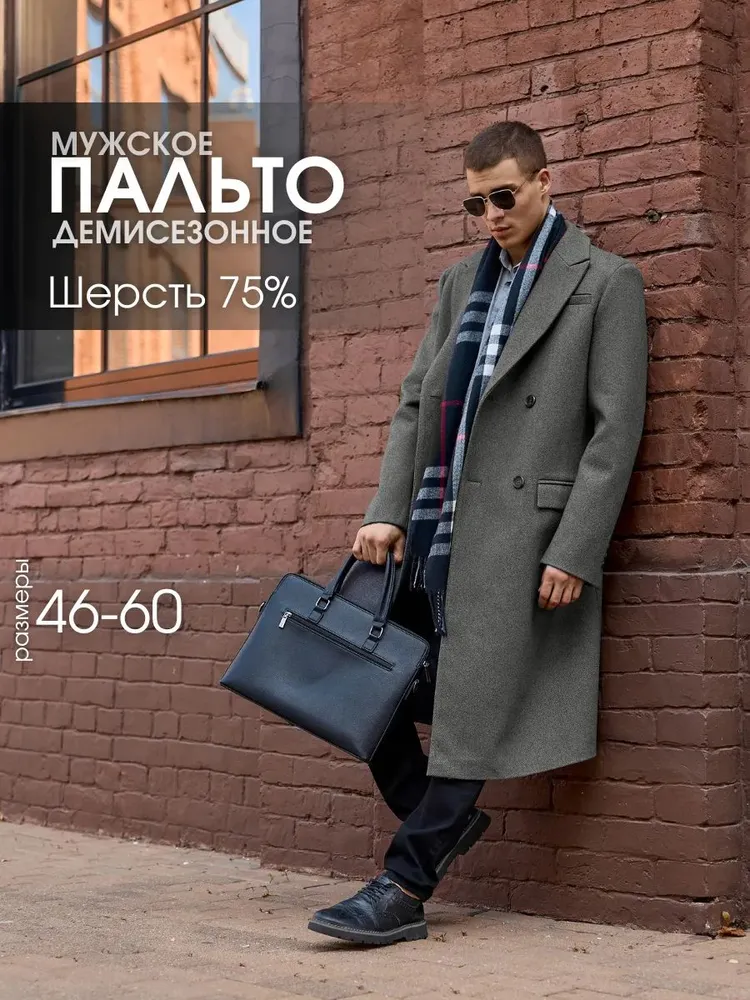 МУЖСКОЕ
ПАЛЬТО
ДЕМИСЕЗОННОЕ
Шерсть 75%
размеры
46-60